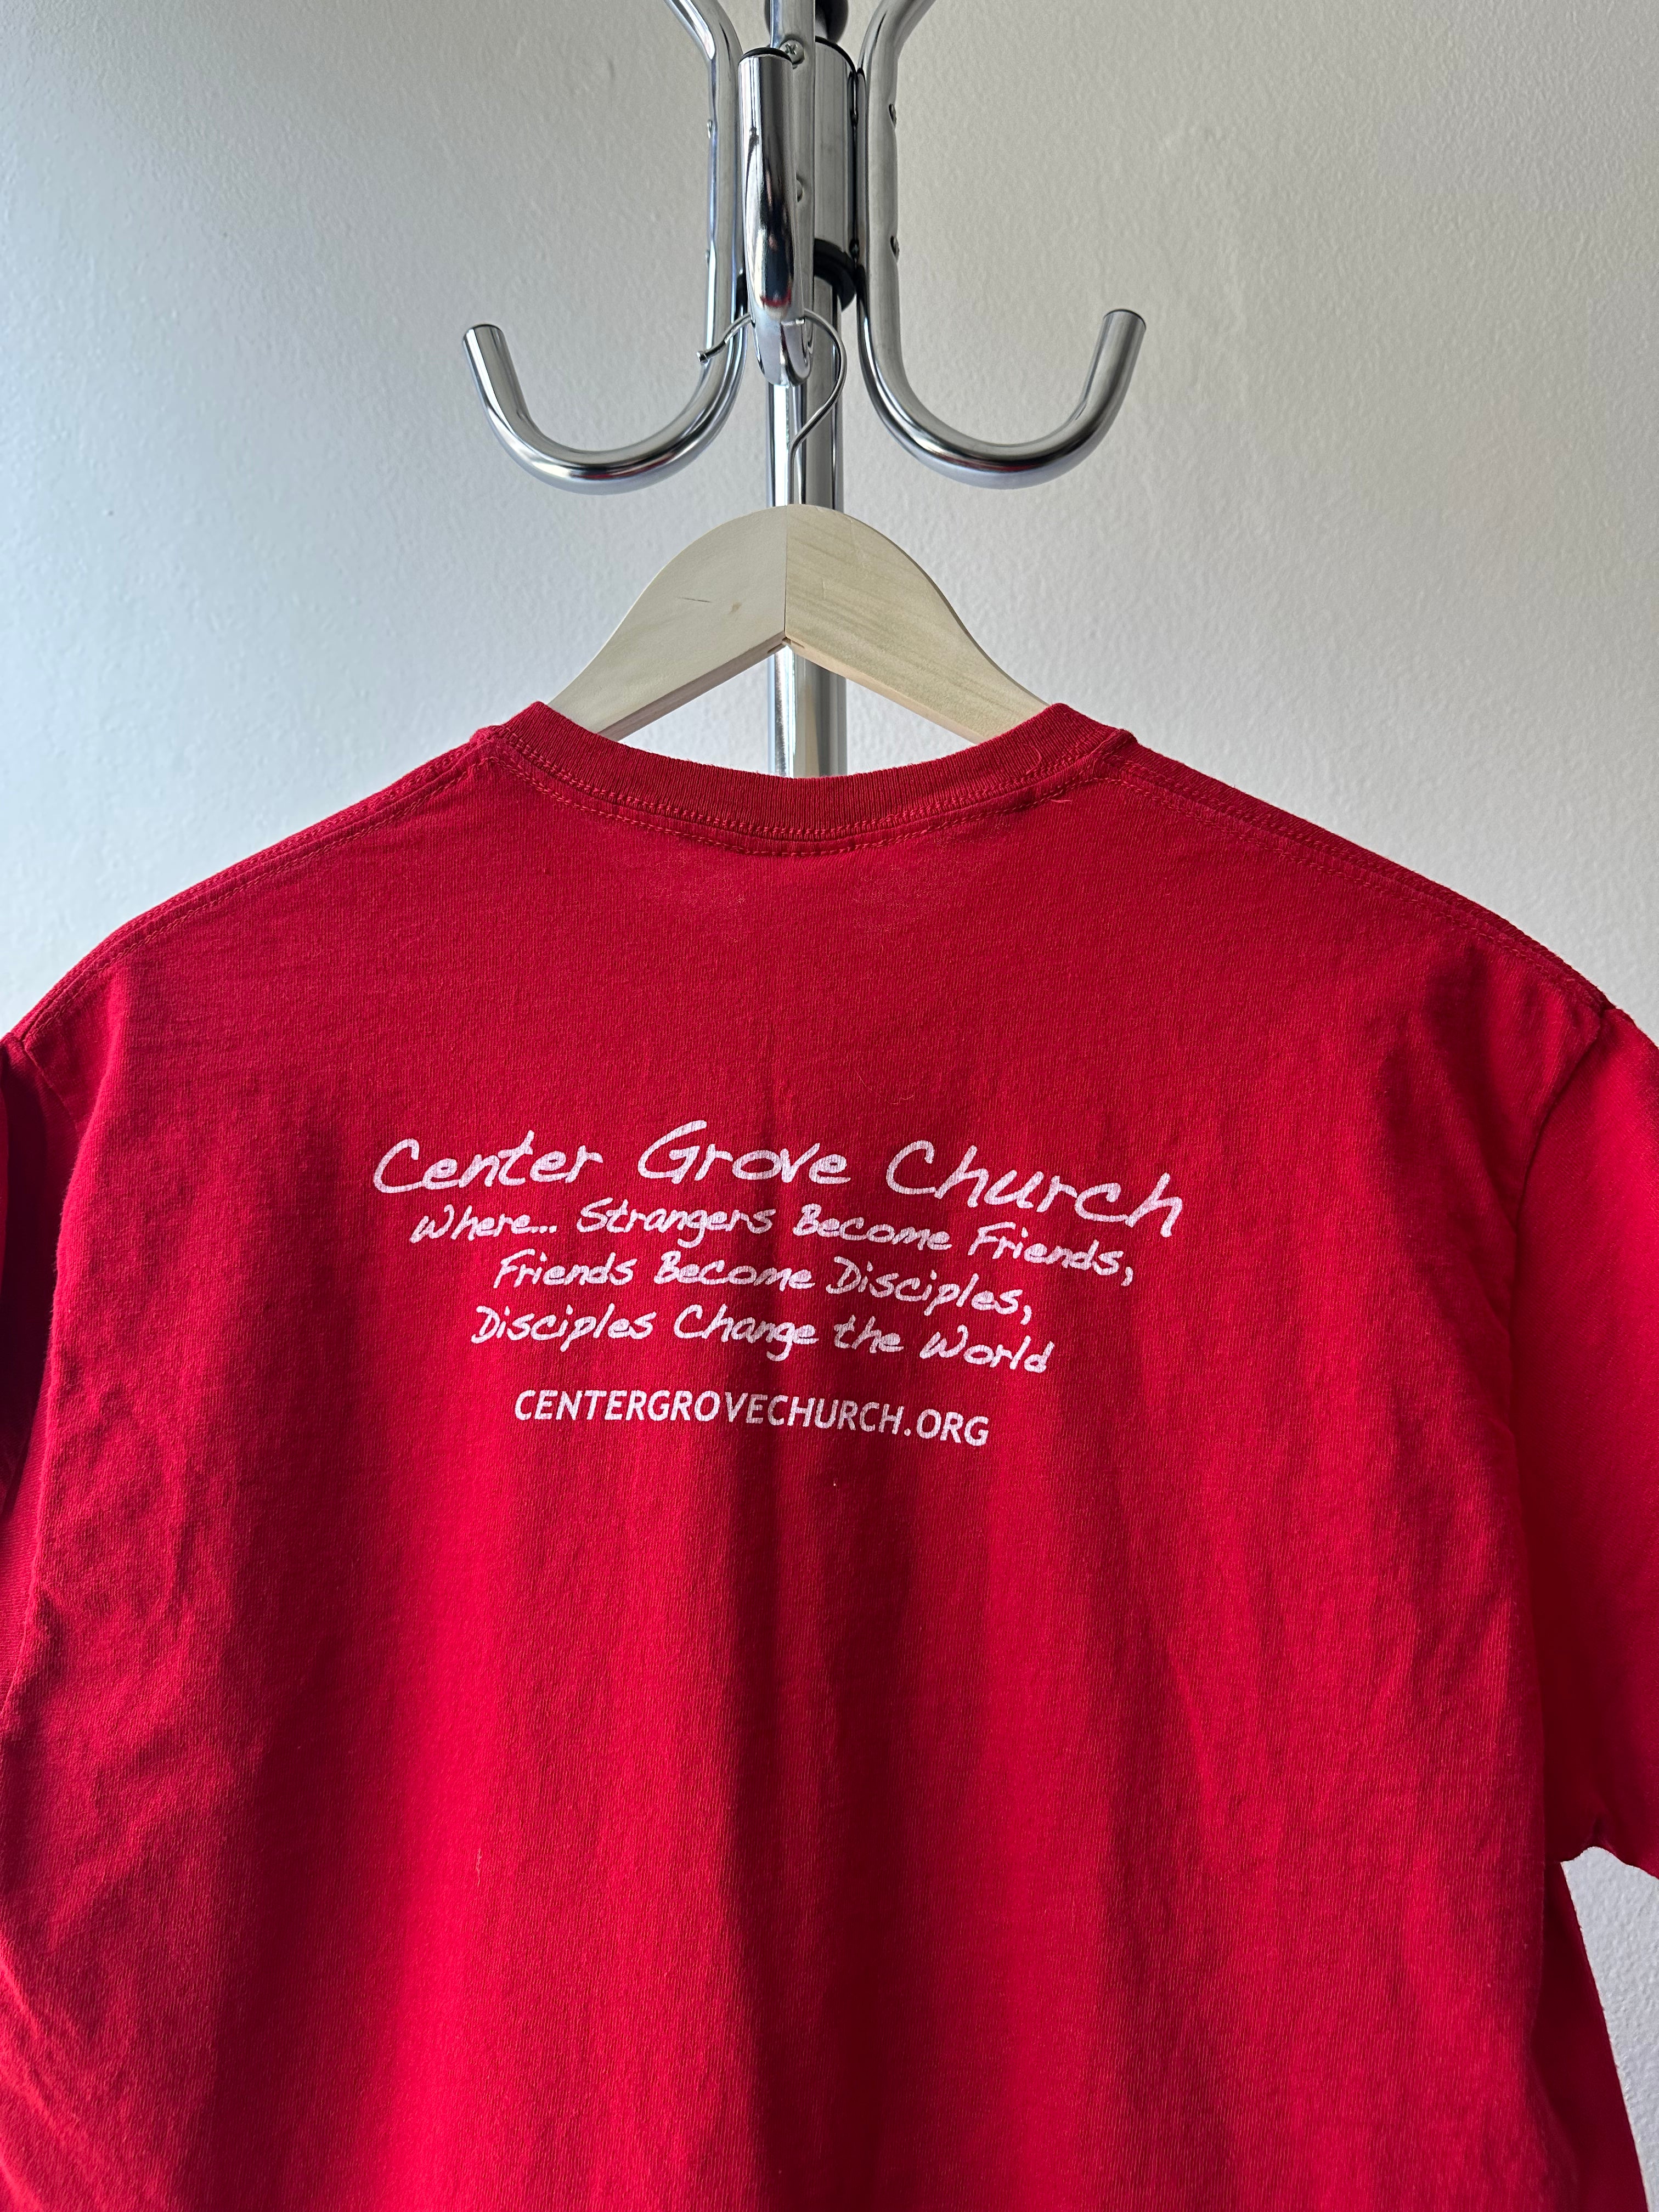 Center Grove Church
Where... Strangers Become Friends,
Friends Become Disciples,
Disciples Change the World
CENTERGROVECHURCH.ORG